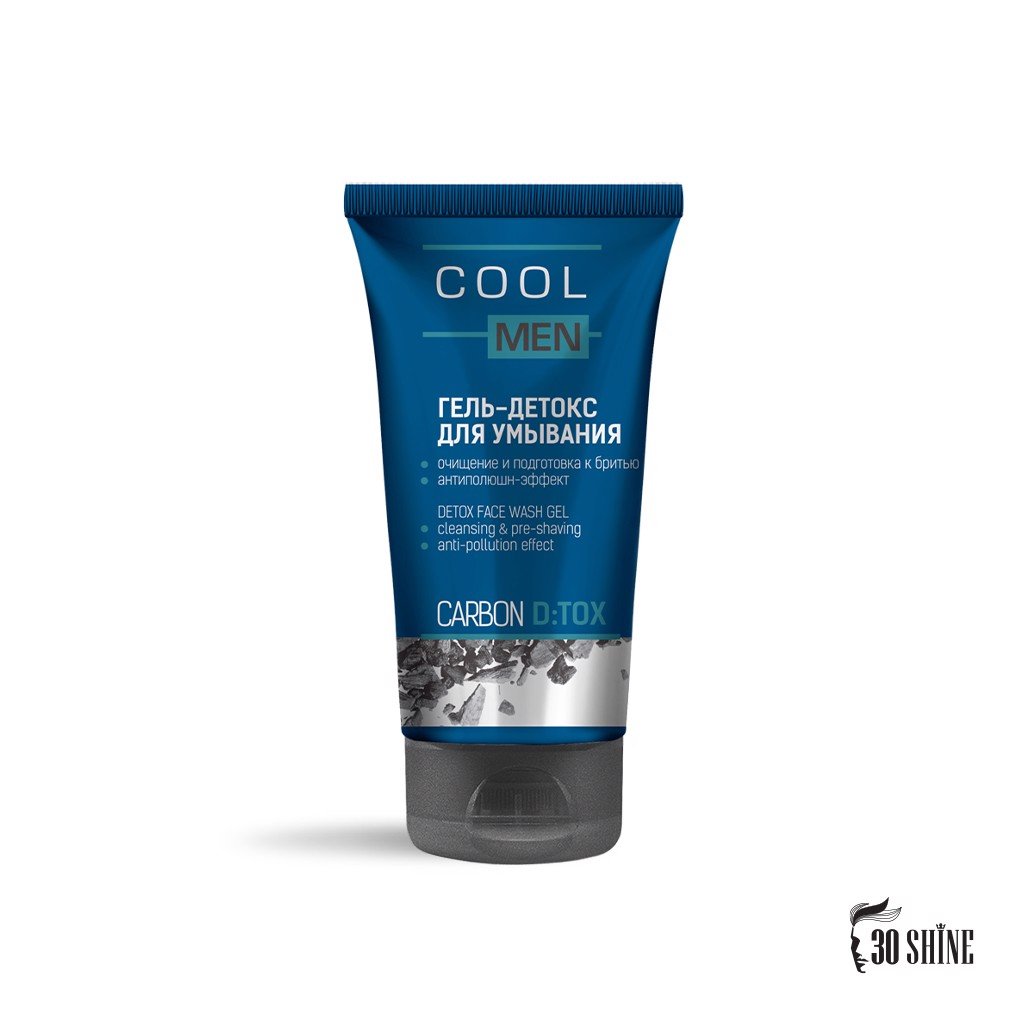 COOL
MEN
ГЕЛЬ-ДЕТОКС
ДЛЯ УМЫВАНИЯ
очищение и подготовка к бритью
антиполюшн-эффект
DETOX FACE WASH GEL
cleansing & pre-shaving
anti-pollution effect
CARBON D:TOX
30 SHINE